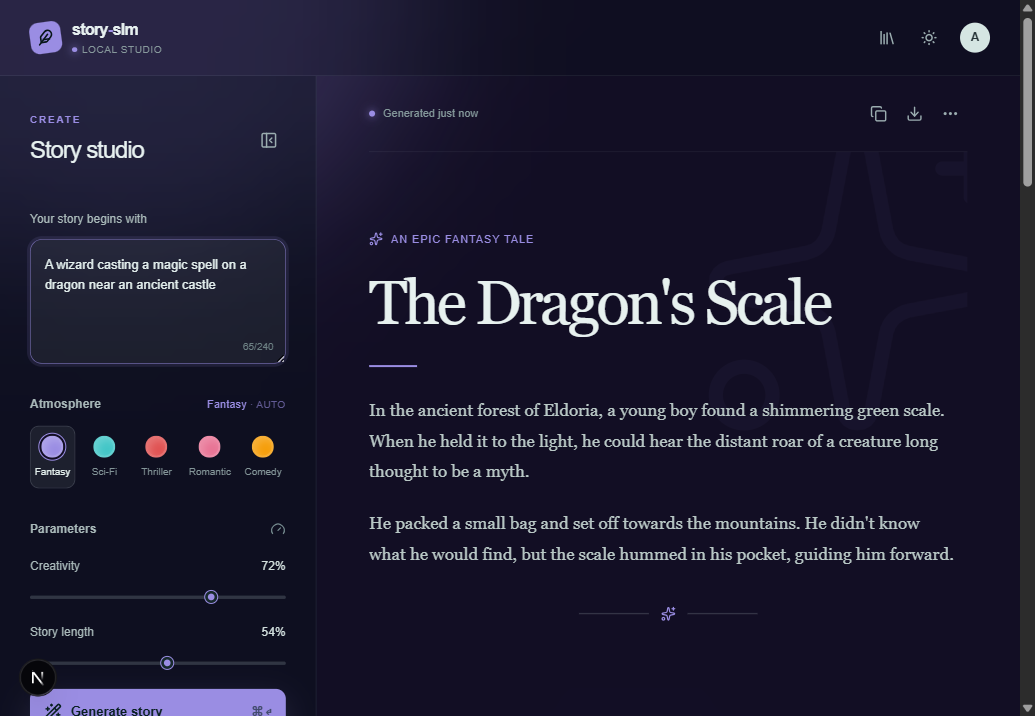 story-sim
LOCAL STUDIO
A
CREATE
Story studio
Your story begins with
A wizard casting a magic spell on a
dragon near an ancient castle
65/240
Atmosphere
Fantasy · AUTO
Fantasy
Sci-Fi
Thriller
Romantic
Comedy
Parameters
Creativity
72%
Story length
54%
N
Generate story
⌘ ↵
Generated just now
AN EPIC FANTASY TALE
The Dragon's Scale
In the ancient forest of Eldoria, a young boy found a shimmering green scale.
When he held it to the light, he could hear the distant roar of a creature long
thought to be a myth.
He packed a small bag and set off towards the mountains. He didn't know
what he would find, but the scale hummed in his pocket, guiding him forward.